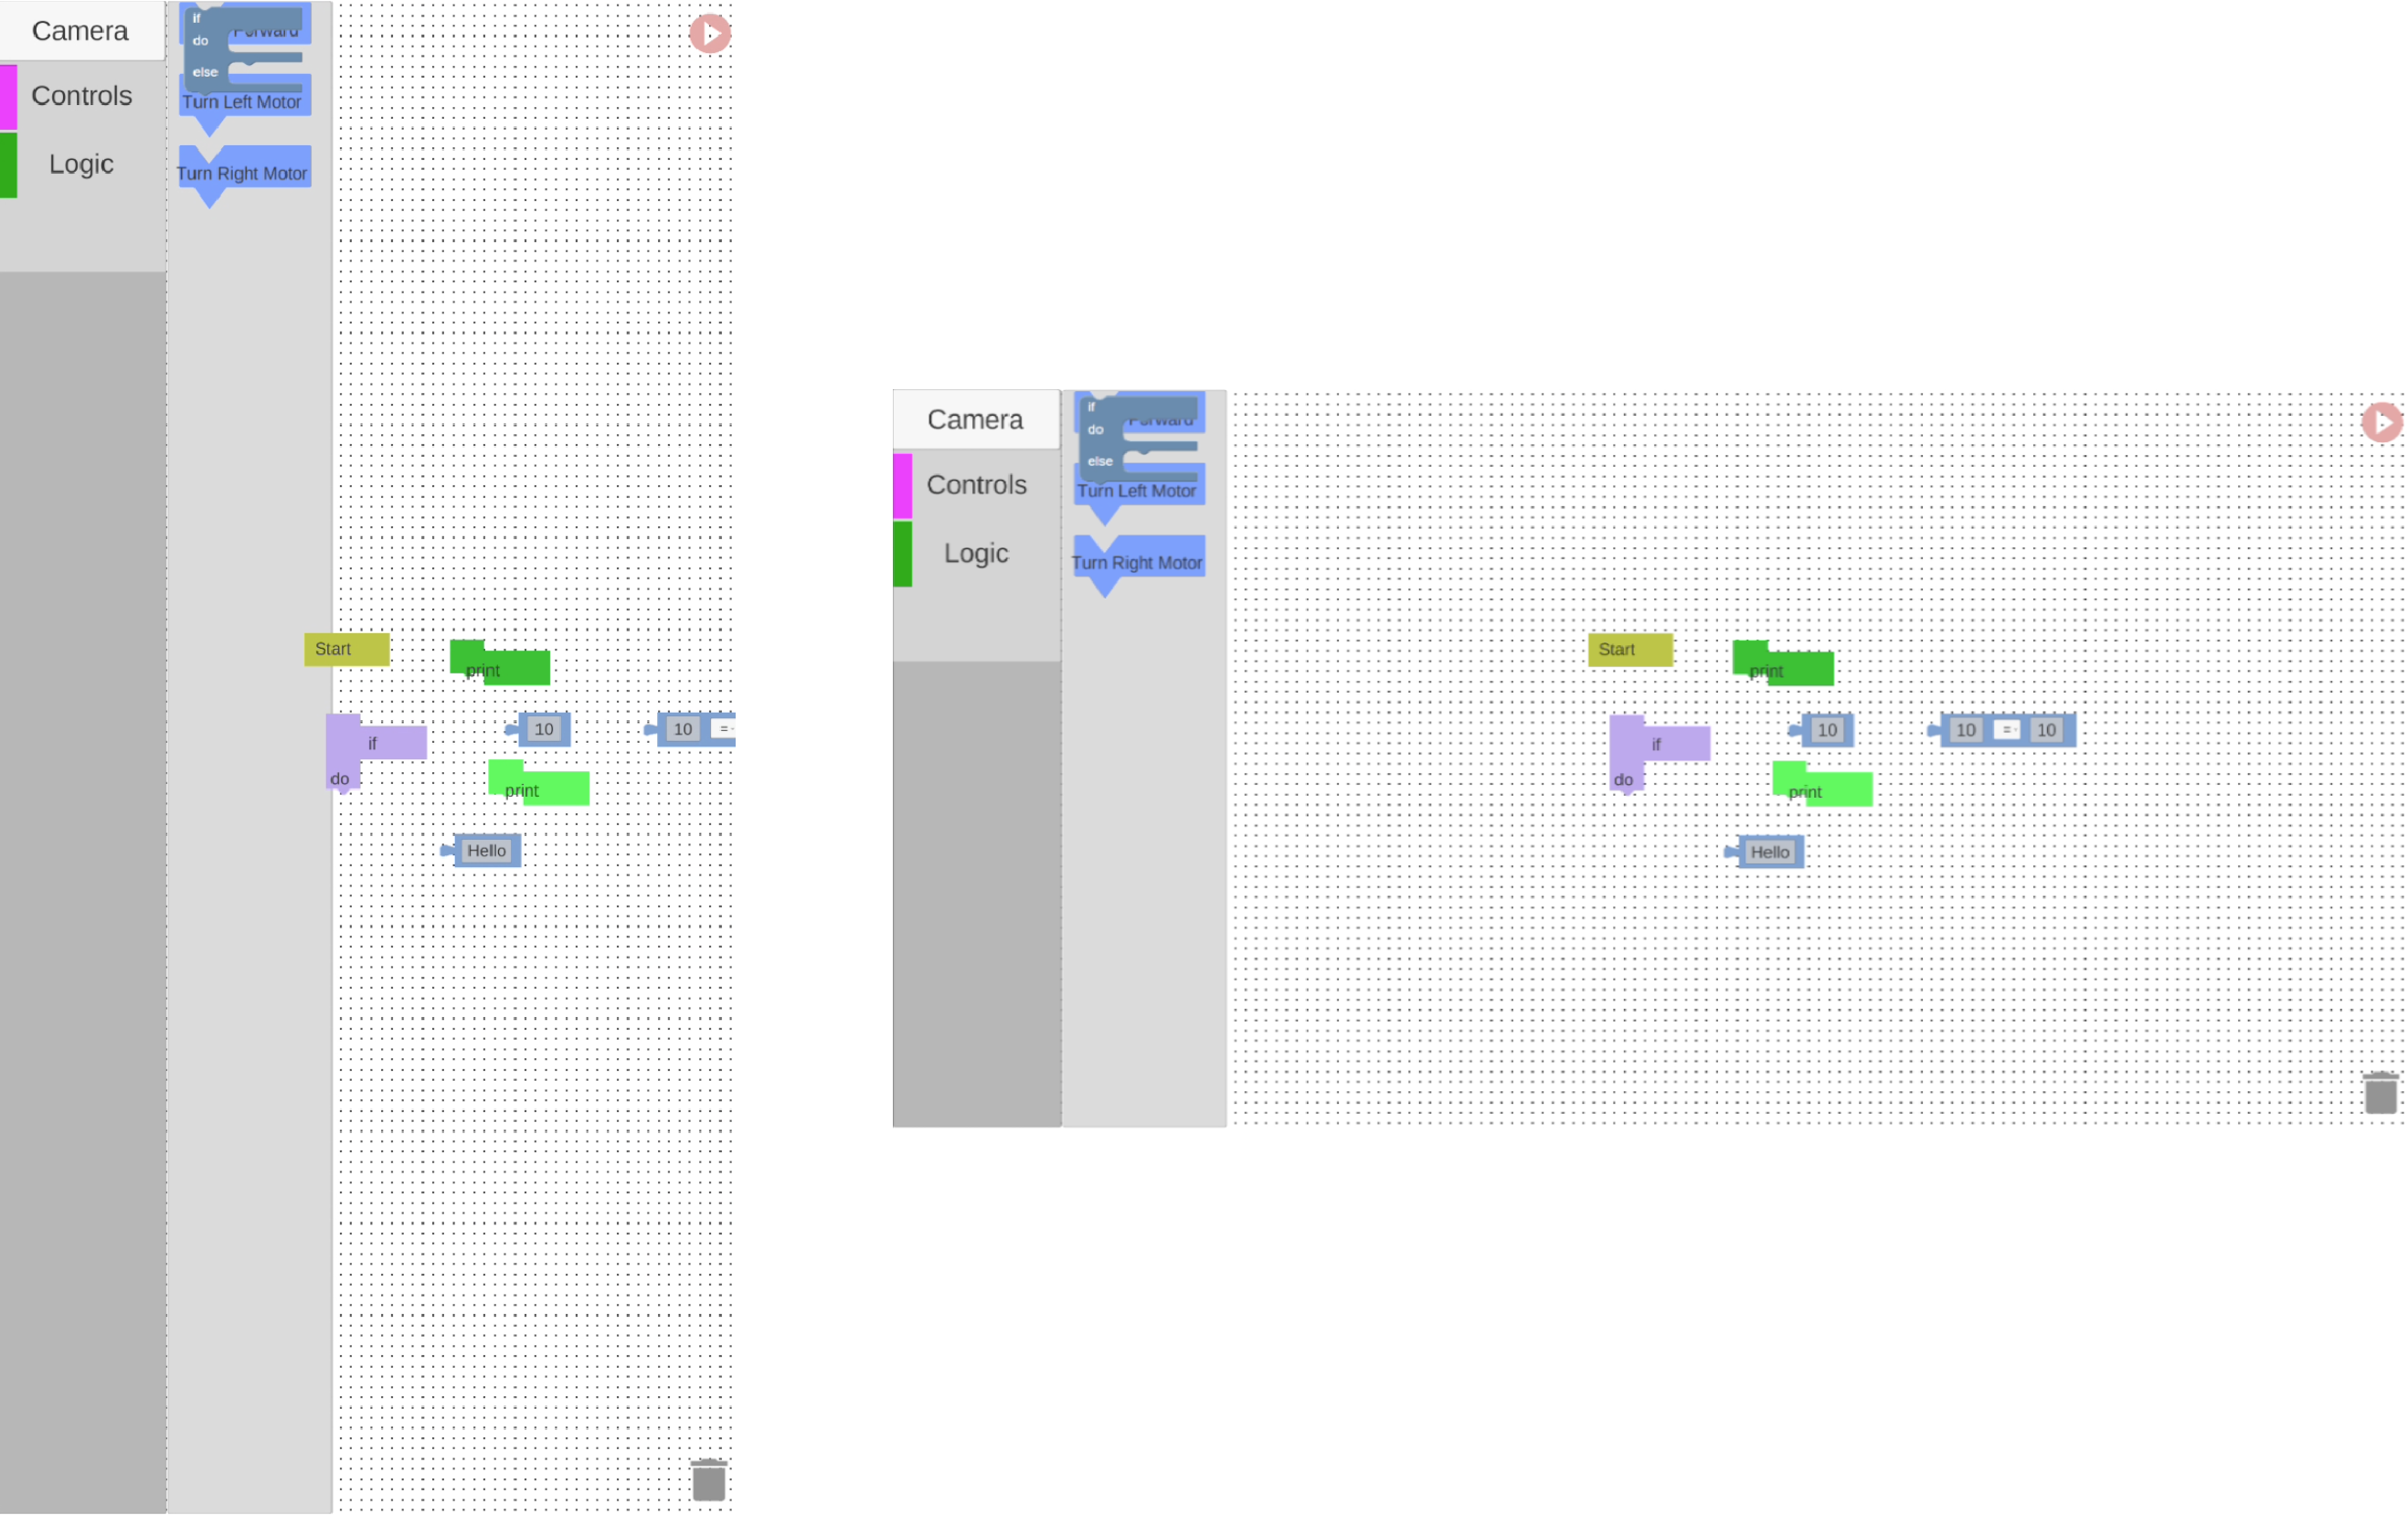 Camera
Controls
Logic
if
do
else
Forward
Turn Left Motor
Turn Right Motor
Start
print
if
do
10
10 =
print
Hello
Camera
Controls
Logic
if
do
else
Forward
Turn Left Motor
Turn Right Motor
Start
print
if
do
10
10 = 10
print
Hello